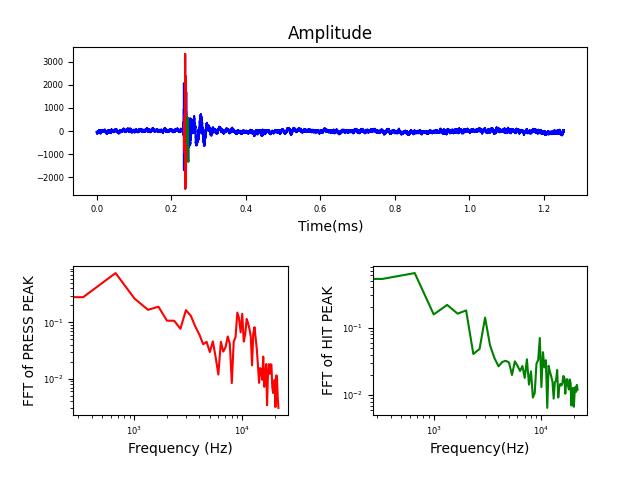 Amplitude
3000
2000
1000
0
−1000
−2000
0.0 0.2 0.4 0.6 0.8 1.0 1.2
Time(ms)
FFT of PRESS PEAK
10⁻¹
10⁻²
10³ 10⁴
Frequency (Hz)
FFT of HIT PEAK
10⁻¹
10⁻²
10³ 10⁴
Frequency(Hz)